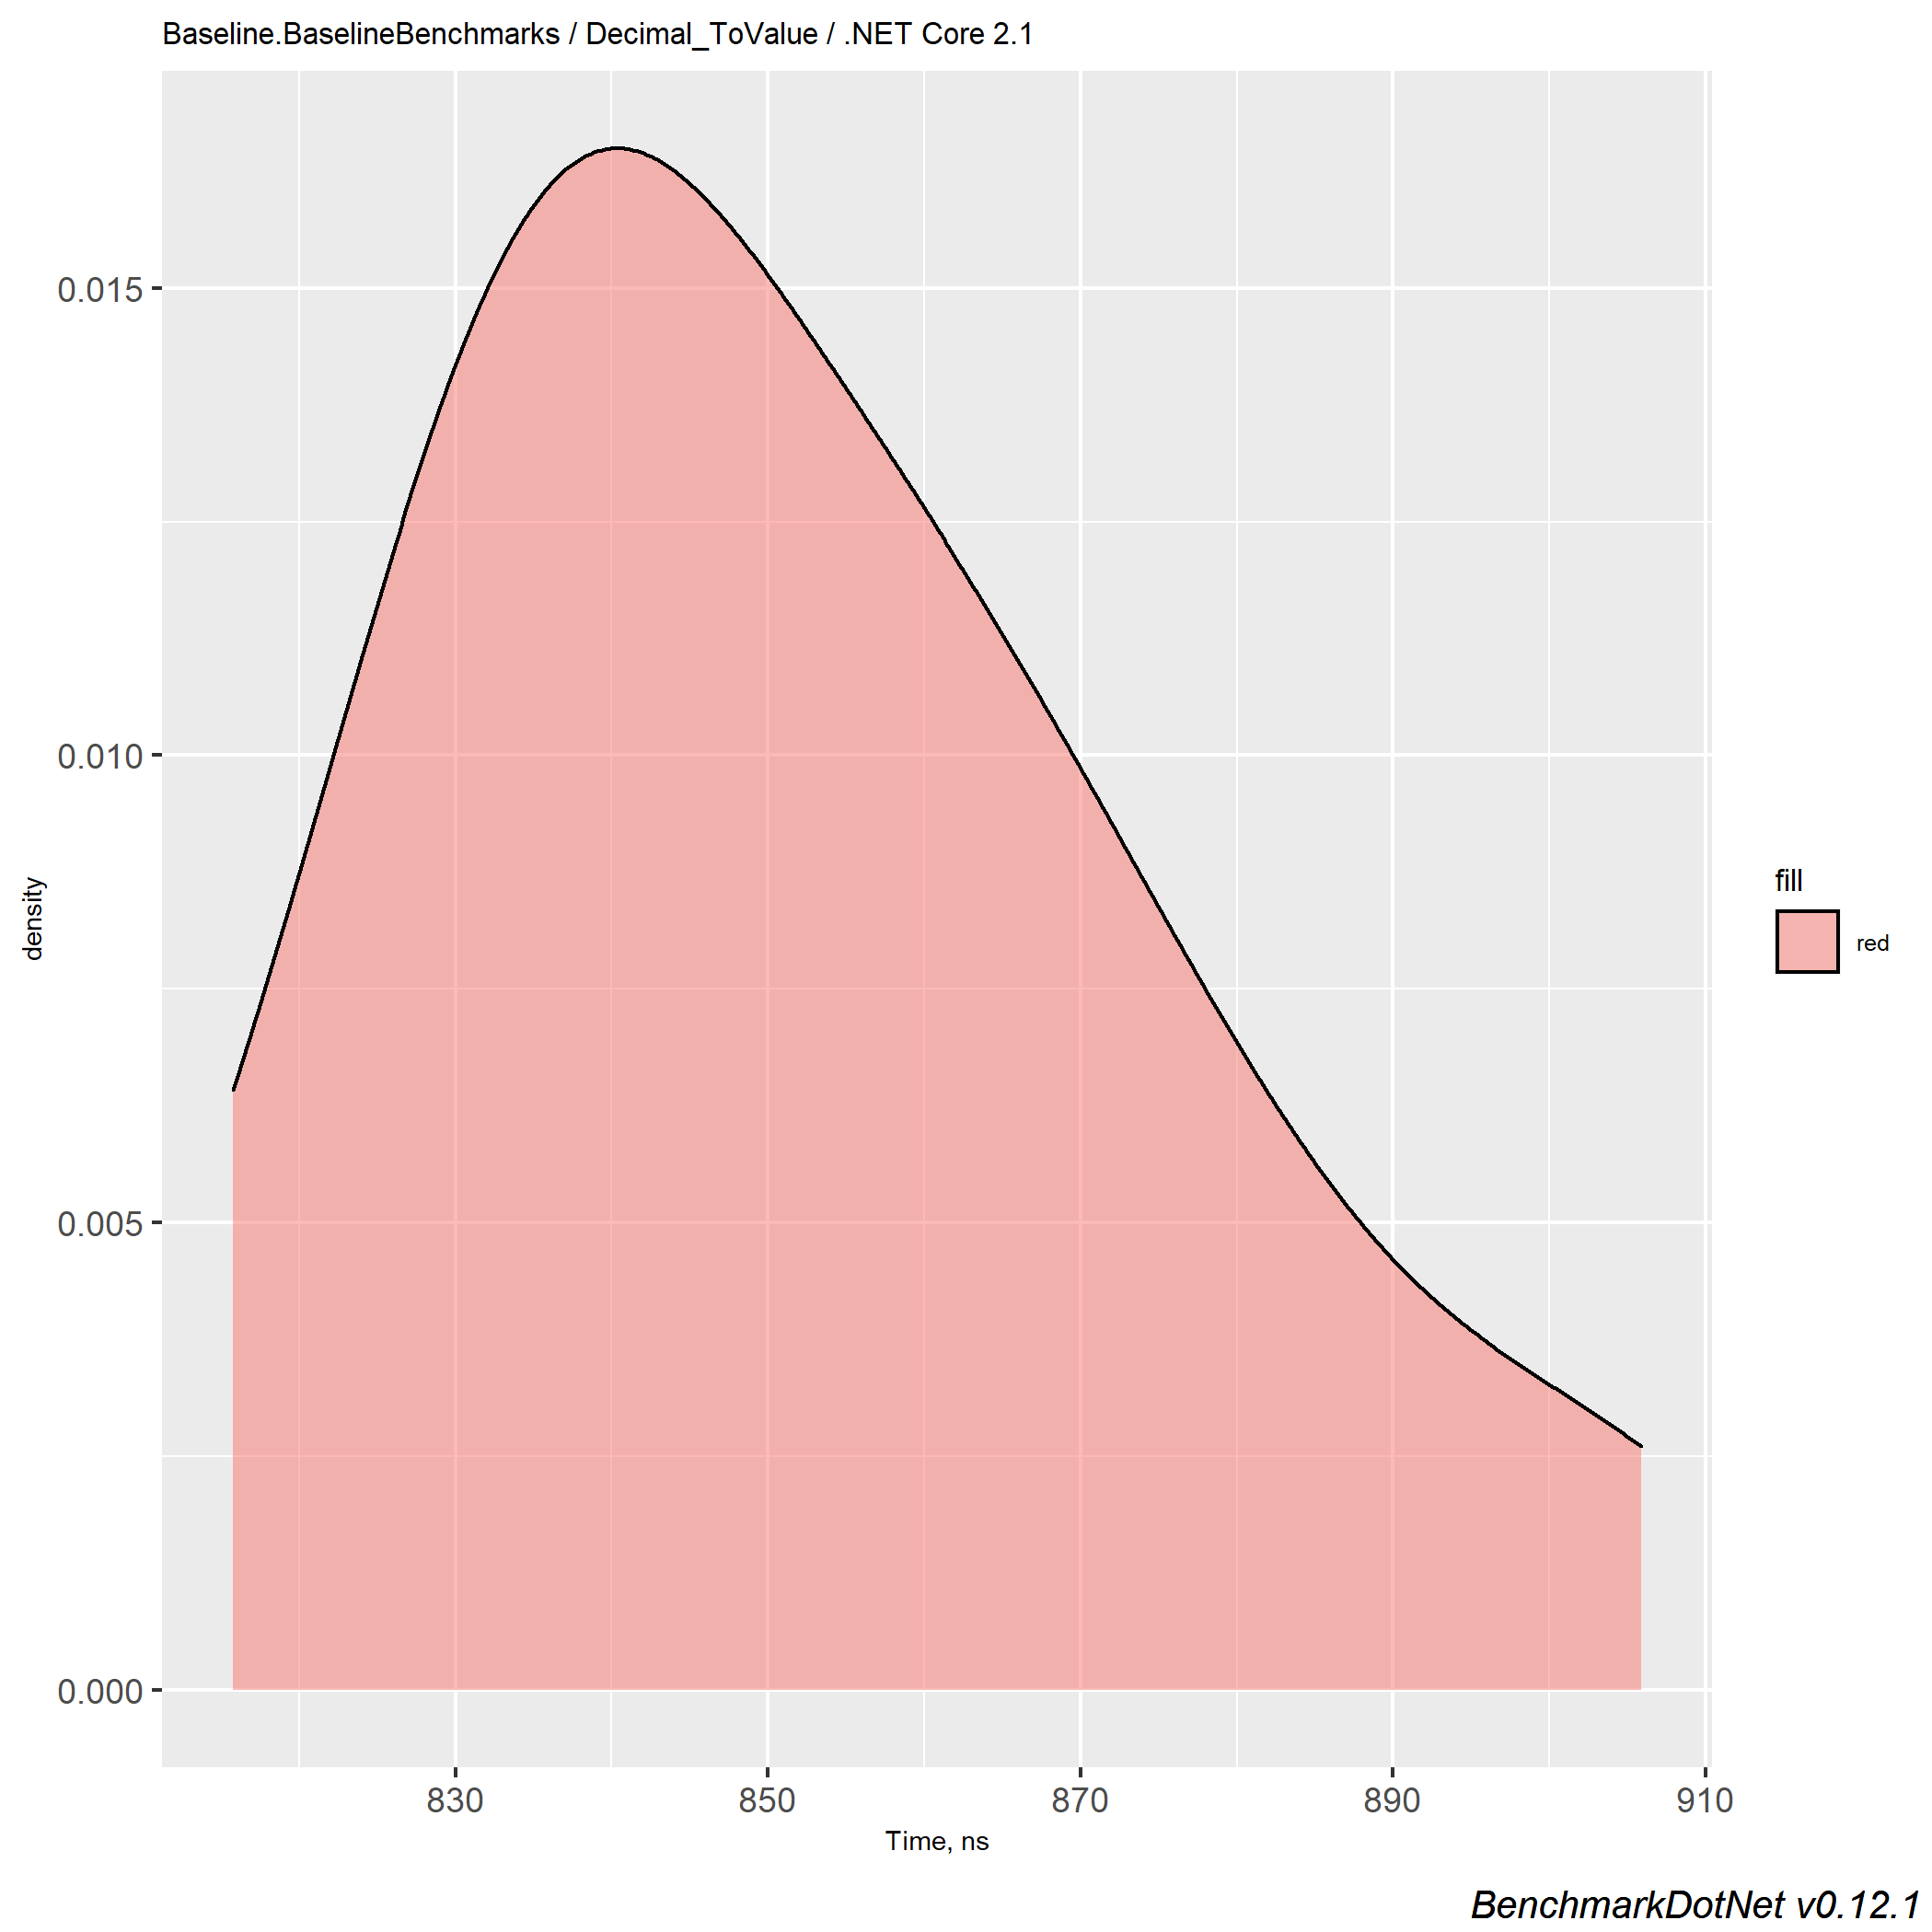 Baseline.BaselineBenchmarks / Decimal_ToValue / .NET Core 2.1
0.015
0.010
0.005
0.000
density
830 850 870 890 910
Time, ns
fill
red
BenchmarkDotNet v0.12.1